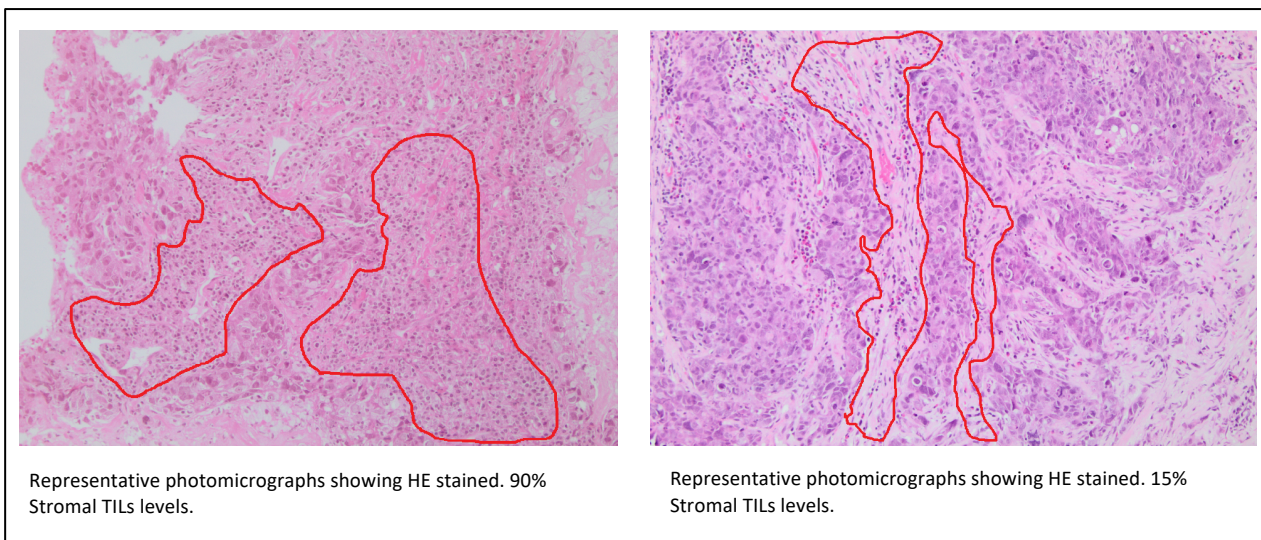 Representative photomicrographs showing HE stained. 90%
Stromal TILs levels.
Representative photomicrographs showing HE stained. 15%
Stromal TILs levels.